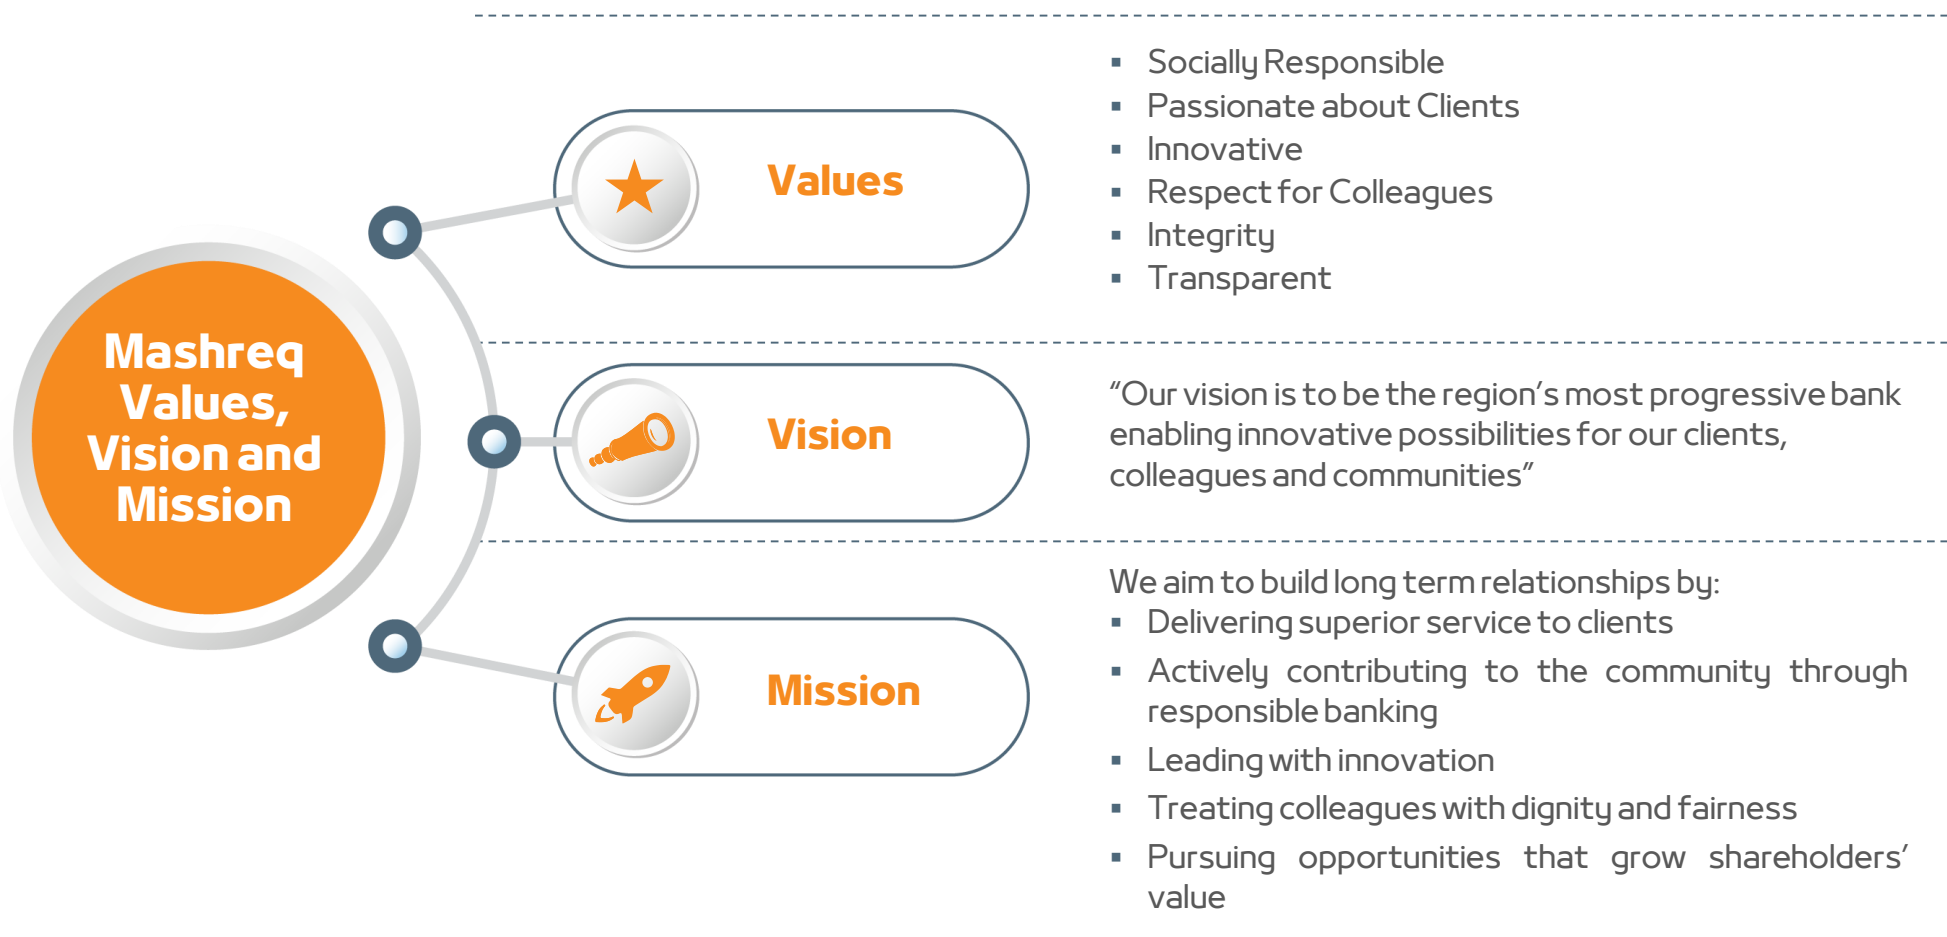 Mashreq
Values,
Vision and
Mission
Values
▪ Socially Responsible
▪ Passionate about Clients
▪ Innovative
▪ Respect for Colleagues
▪ Integrity
▪ Transparent
Vision
“Our vision is to be the region’s most progressive bank
enabling innovative possibilities for our clients,
colleagues and communities”
Mission
We aim to build long term relationships by:
▪ Delivering superior service to clients
▪ Actively contributing to the community through
responsible banking
▪ Leading with innovation
▪ Treating colleagues with dignity and fairness
▪ Pursuing opportunities that grow shareholders’
value